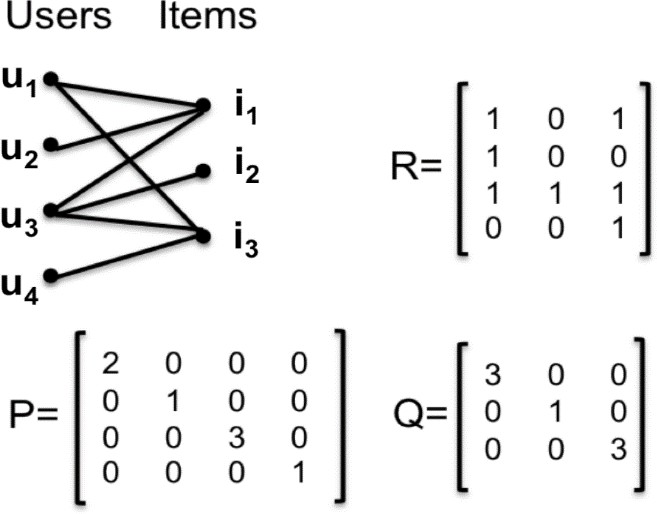 Users Items
u1
i1
u2
i2
u3
i3
u4
R=
1 0 1
1 0 0
1 1 1
0 0 1
P=
2 0 0 0
0 1 0 0
0 0 3 0
0 0 0 1
Q=
3 0 0
0 1 0
0 0 3